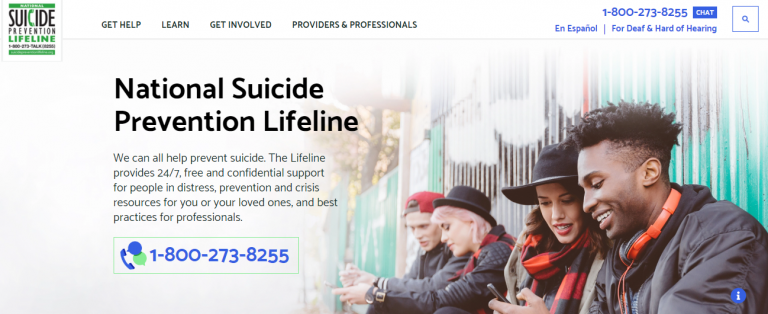 NATIONAL
SUICIDE
PREVENTION
LIFELINE
1-800-273-TALK (8255)
suicidepreventionlifeline.org
GET HELP
LEARN
GET INVOLVED
PROVIDERS & PROFESSIONALS
1-800-273-8255 CHAT
En Español | For Deaf & Hard of Hearing
National Suicide
Prevention Lifeline
We can all help prevent suicide. The Lifeline
provides 24/7, free and confidential support
for people in distress, prevention and crisis
resources for you or your loved ones, and best
practices for professionals.
1-800-273-8255
i